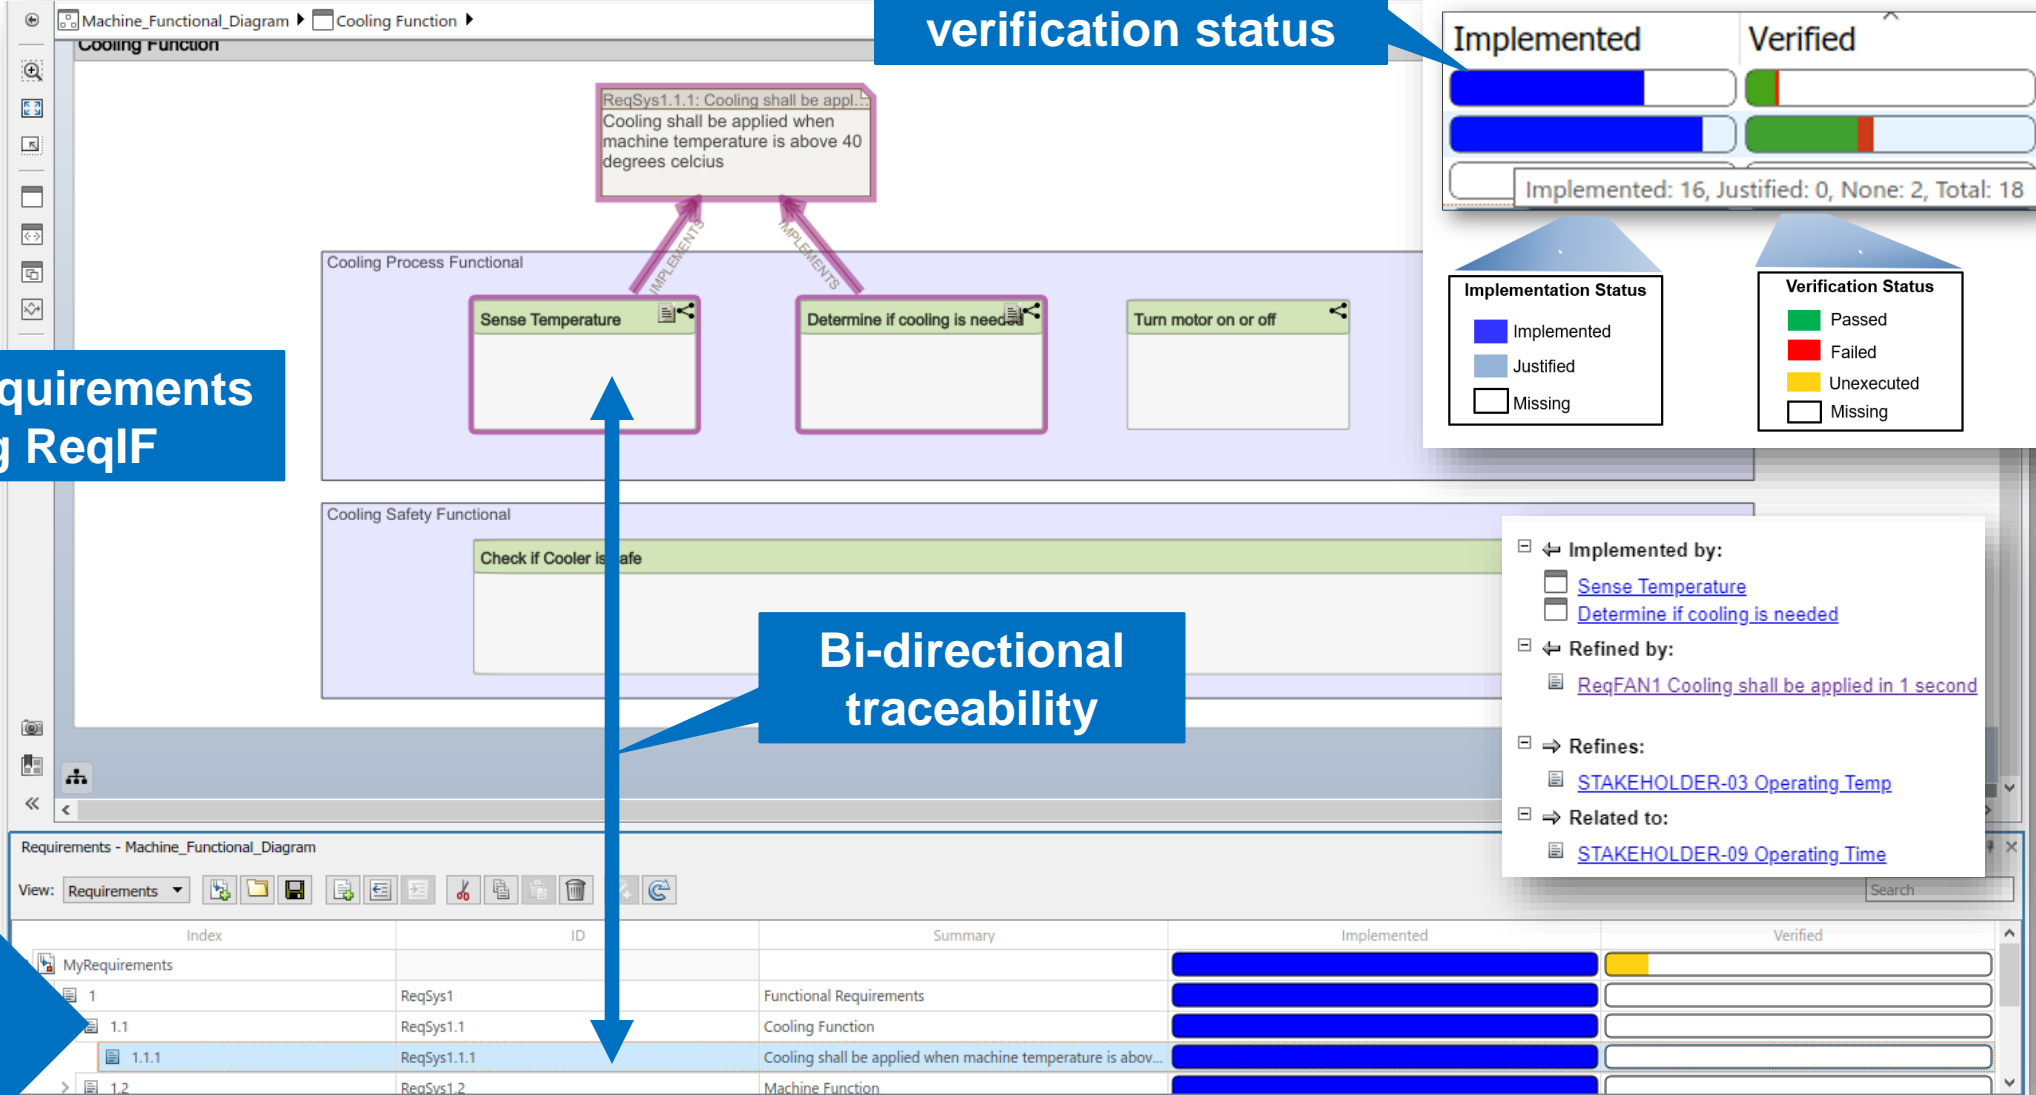 Machine_Functional_Diagram
Cooling Function
Cooling Function
verification status
Implemented
Verified
Implemented: 16, Justified: 0, None: 2, Total: 18
Implementation Status
Implemented
Justified
Missing
Verification Status
Passed
Failed
Unexecuted
Missing
ReqSys1.1.1: Cooling shall be appl...
Cooling shall be applied when
machine temperature is above 40
degrees celcius
IMPLEMENTS
IMPLEMENTS
Cooling Process Functional
Sense Temperature
Determine if cooling is needed
Turn motor on or off
quirements
g ReqIF
Cooling Safety Functional
Check if Cooler is safe
Bi-directional
traceability
Implemented by:
Sense Temperature
Determine if cooling is needed
Refined by:
ReqFAN1 Cooling shall be applied in 1 second
Refines:
STAKEHOLDER-03 Operating Temp
Related to:
STAKEHOLDER-09 Operating Time
Requirements - Machine_Functional_Diagram
View: Requirements
Search
Index ID Summary Implemented Verified
MyRequirements
1 ReqSys1 Functional Requirements
1.1 ReqSys1.1 Cooling Function
1.1.1 ReqSys1.1.1 Cooling shall be applied when machine temperature is abov...
1.2 ReqSys1.2 Machine Function